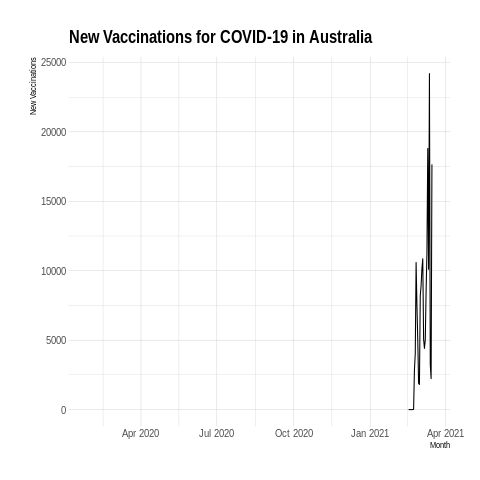 New Vaccinations for COVID-19 in Australia
New Vaccinations
25000
20000
15000
10000
5000
0
Apr 2020 Jul 2020 Oct 2020 Jan 2021 Apr 2021
Month